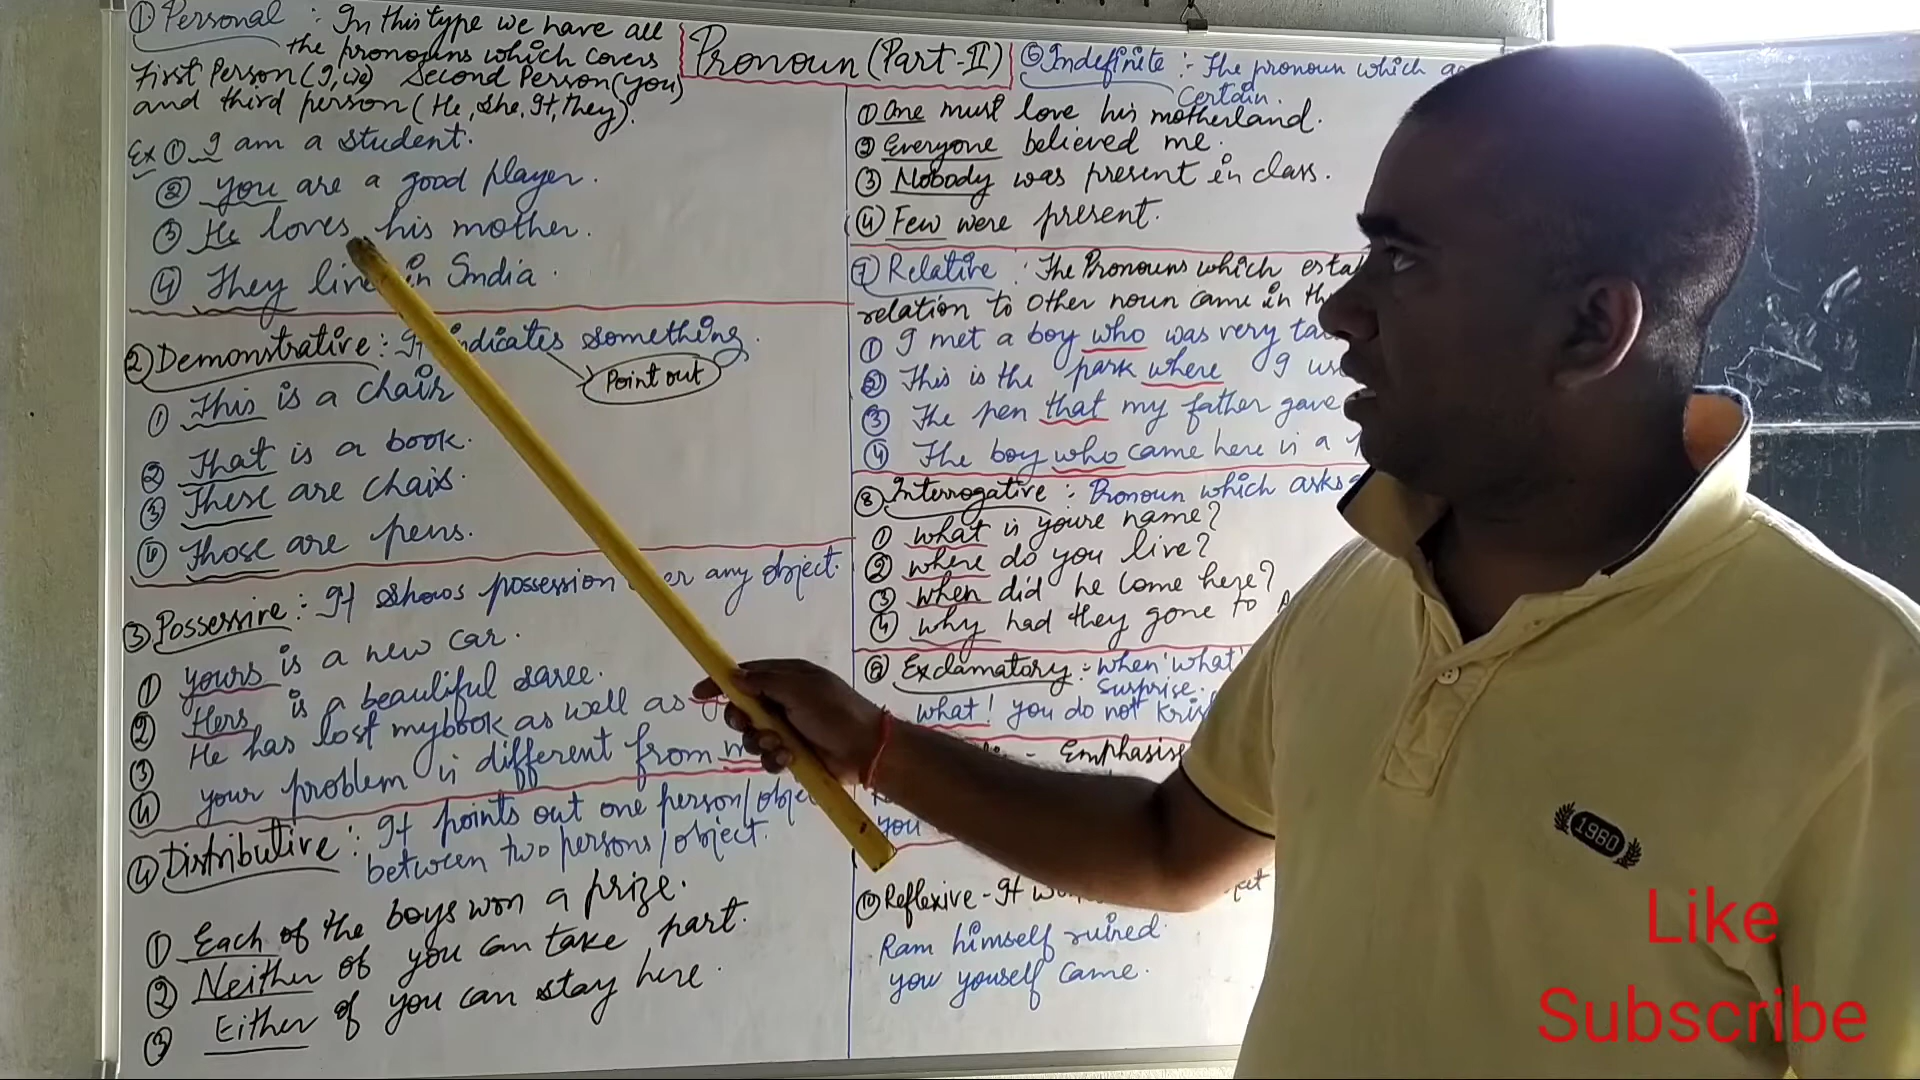 ① Personal : In this type we have all
the pronouns which covers
First Person (I, we) Second Person (you)
and third person (He, she, It, they).
Ex ① I am a student.
② you are a good player.
③ He loves his mother.
④ They live in India.
② Demonstrative : It indicates something.
Point out
① This is a chair
② That is a book.
③ These are chairs.
④ Those are pens.
③ Possessive : It shows possession over any object.
① yours is a new car.
② Hers is a beautiful saree.
③ He has lost my book as well as
④ your problem is different from
④ Distributive : It points out one person/object
between two persons/object.
① Each of the boys won a prize.
② Neither of you can take part.
③ Either of you can stay here.
Pronoun (Part-II)
⑥ Indefinite :- The pronoun which
Certain.
① One must love his motherland.
② Everyone believed me.
③ Nobody was present in class.
④ Few were present.
⑦ Relative : The Pronouns which
relation to Other noun came in
① I met a boy who was very
② This is the park where I
③ The pen that my father gave
④ The boy who came here is a
⑧ Interrogative : Pronoun which asks
① what is youre name?
② where do you live?
③ when did he come here?
④ why had they gone to
⑨ Exclamatory :- when 'what'
Surprise.
what! you do not
- Emphasise
you
⑩ Reflexive - It
Ram himself ruined.
you youself came.
1980
Like
Subscribe